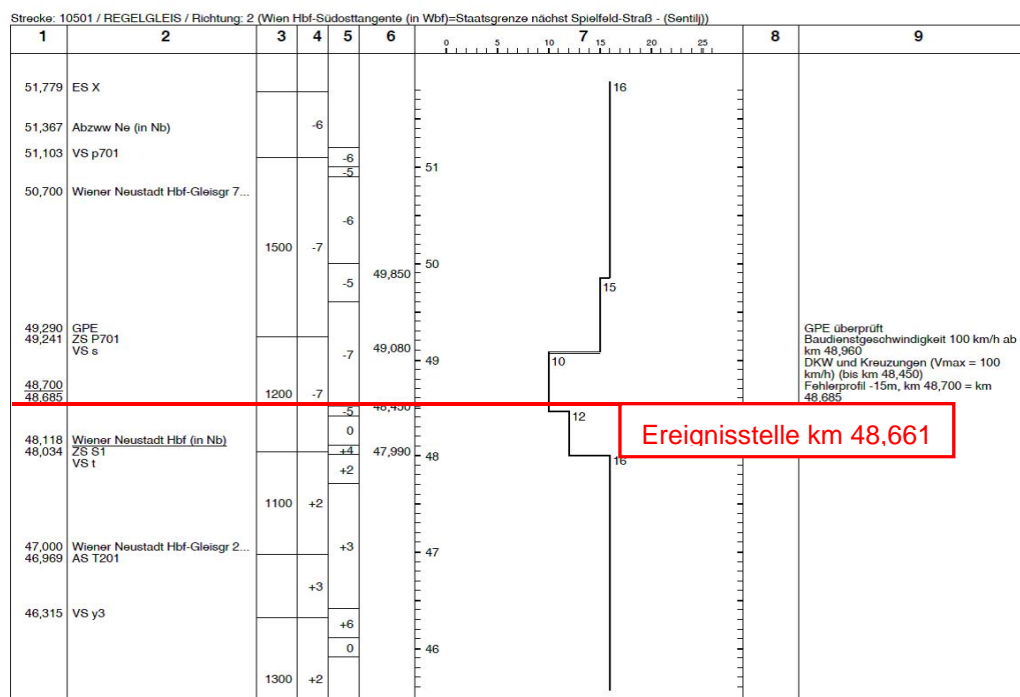 Strecke: 10501 / REGELGLEIS / Richtung: 2 (Wien Hbf-Südosttangente (in Wbf)=Staatsgrenze nächst Spielfeld-Straß - (Sentilj))
1 2 3 4 5 6 7 8 9
0 5 10 15 20 25
51,779 ES X
16
51,367 Abzww Ne (in Nb)
-6
51,103 VS p701
-6
-5
51
50,700 Wiener Neustadt Hbf-Gleisgr 7...
-6
1500 -7
50
49,850
-5
15
49,290 GPE
49,241 ZS P701
VS s
-7
49,080
49
10
GPE überprüft
Baudienstgeschwindigkeit 100 km/h ab
km 48,960
DKW und Kreuzungen (Vmax = 100
km/h) (bis km 48,450)
Fehlerprofil -15m, km 48,700 = km
48,685
48,700
48,685
1200 -7
48,450
-5
12
0
Ereignisstelle km 48,661
48,118 Wiener Neustadt Hbf (in Nb)
48,034 ZS S1
VS t
+4
47,990
48
16
+2
1100 +2
47,000 Wiener Neustadt Hbf-Gleisgr 2...
46,969 AS T201
+3
47
+3
46,315 VS y3
+6
0
46
1300 +2